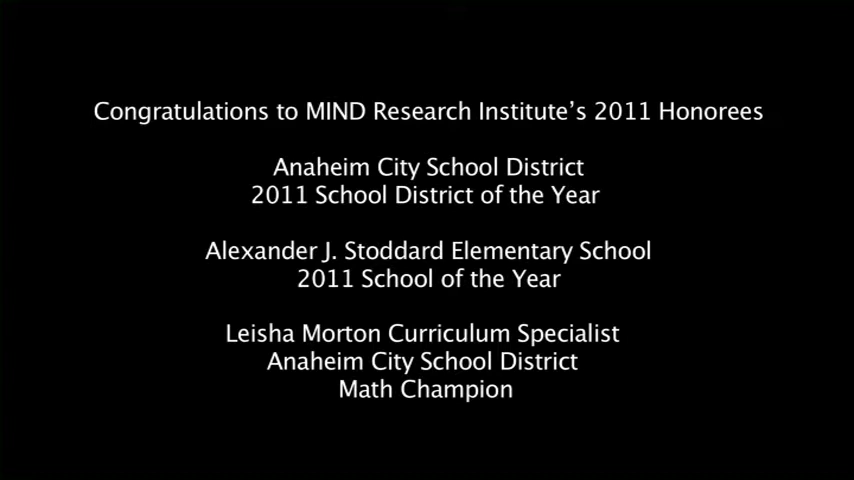 Congratulations to MIND Research Institute’s 2011 Honorees
Anaheim City School District
2011 School District of the Year
Alexander J. Stoddard Elementary School
2011 School of the Year
Leisha Morton Curriculum Specialist
Anaheim City School District
Math Champion